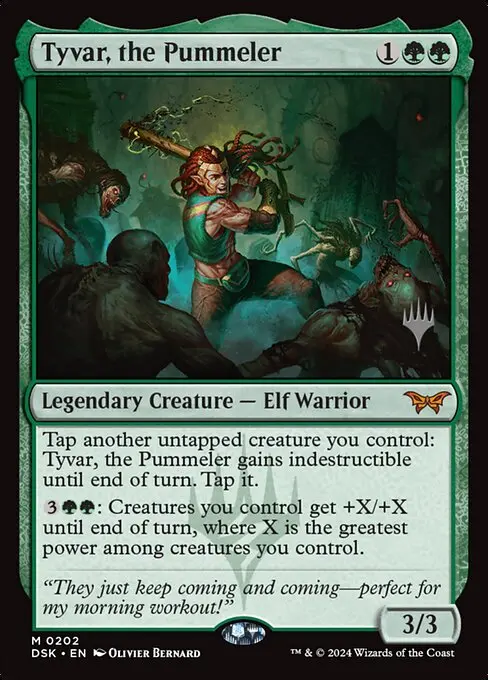 Tyvar, the Pummeler 1
Legendary Creature — Elf Warrior
Tap another untapped creature you control:
Tyvar, the Pummeler gains indestructible
until end of turn. Tap it.
3: Creatures you control get +X/+X
until end of turn, where X is the greatest
power among creatures you control.
“They just keep coming and coming—perfect for
my morning workout!”
3/3
M 0202
DSK • EN OLIVIER BERNARD ™ & © 2024 Wizards of the Coast